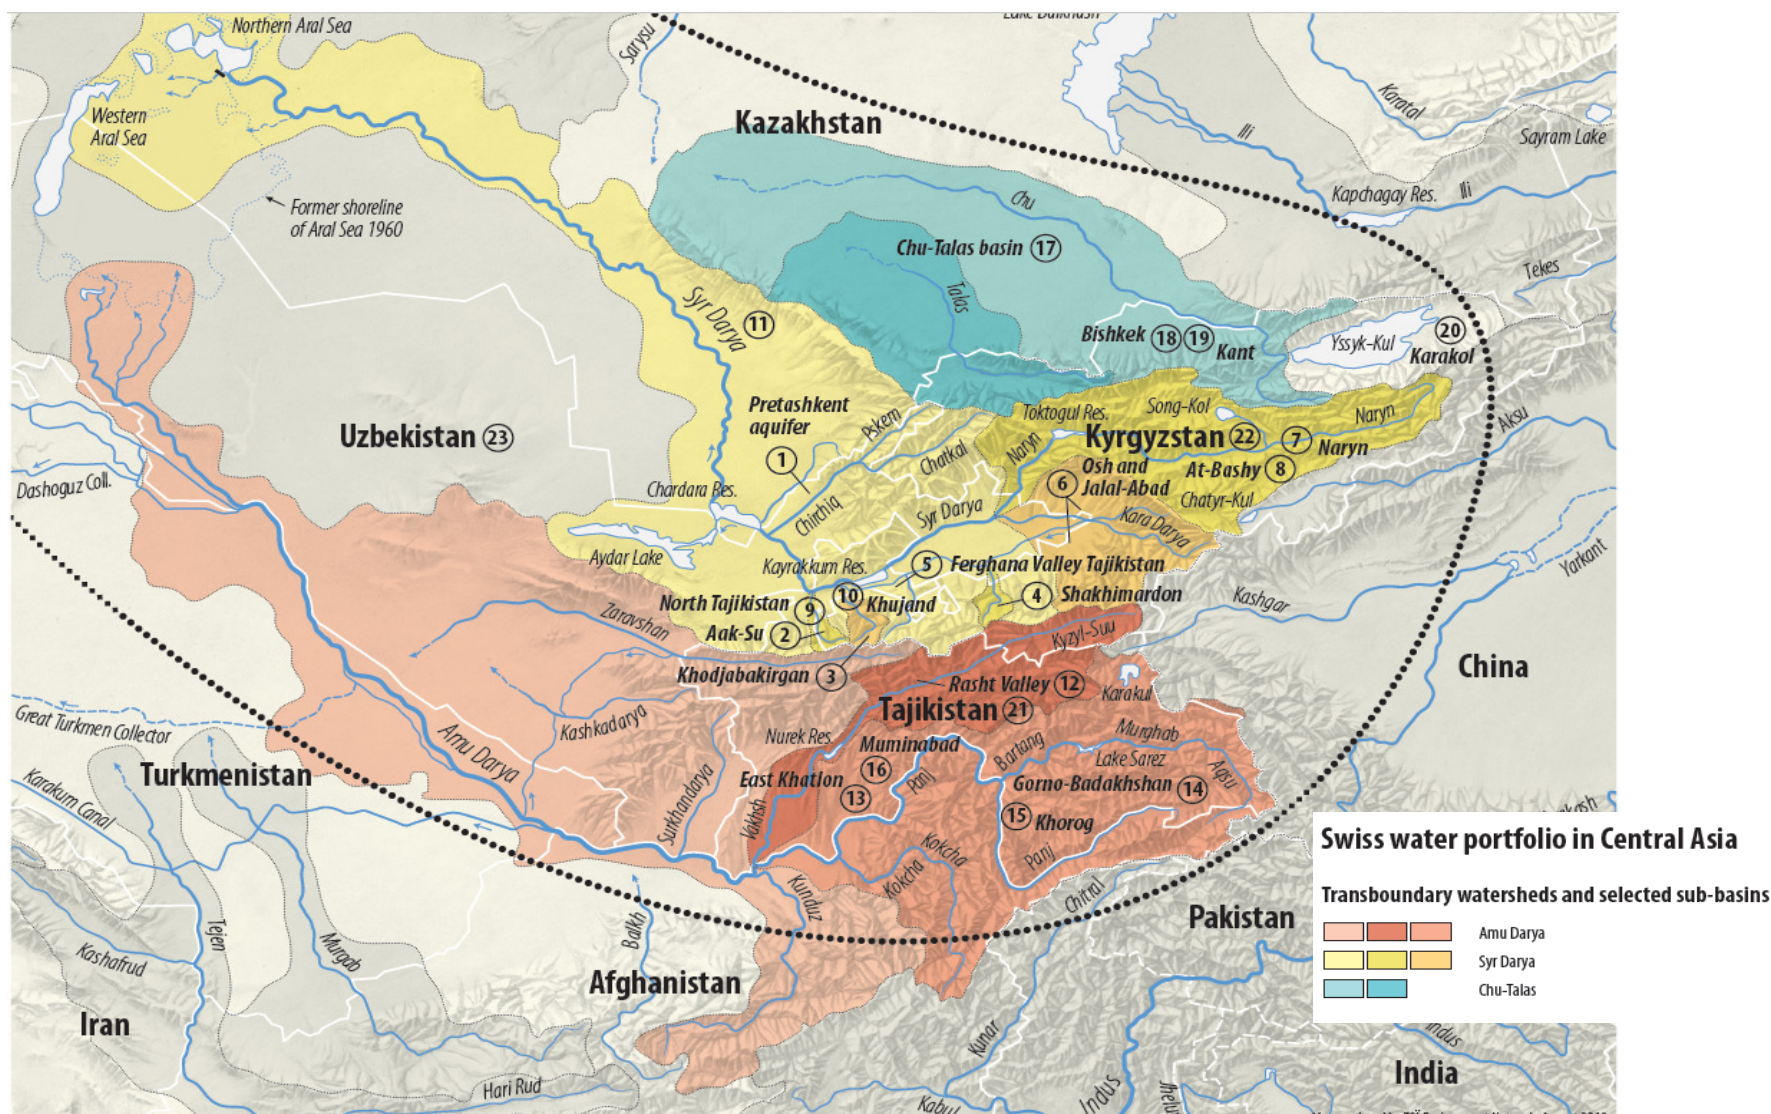 Northern Aral Sea
Sarysu
Lake Balkhash
Karatal
Western
Aral Sea
Kazakhstan
Ili
Sayram Lake
Former shoreline
of Aral Sea 1960
Chu
Kapchagay Res.
Ili
Chu-Talas basin 17
Tekes
Syr Darya
11
Talas
Bishkek 18 19
Kant
Yssyk-Kul
20
Karakol
Pretashkent
aquifer
1
Pskem
Toktogul Res.
Song-Kol
Naryn
Aksu
Uzbekistan 23
Chatkal
Naryn
Kyrgyzstan 22
7
Naryn
Osh and
Jalal-Abad
6
At-Bashy 8
Chatyr-Kul
Dashoguz Coll.
Chardara Res.
Chirchiq
Syr Darya
Kara Darya
Aydar Lake
Kayrakkum Res.
5
Ferghana Valley Tajikistan
Yarkant
North Tajikistan 9
10
Khujand
4
Shakhimardon
Kashgar
Zaravshan
Aak-Su 2
Kyzyl-Suu
China
Khodjabakirgan 3
Rasht Valley 12
Karakul
Tajikistan 21
Great Turkmen Collector
Amu Darya
Kashkadarya
Nurek Res.
Muminabad
16
Bartang
Murghab
Lake Sarez
Aqsu
Turkmenistan
East Khatlon
13
Panj
Gorno-Badakhshan 14
Karakum Canal
Surkhandarya
Vakhsh
15
Khorog
Kokcha
Kokcha
Panj
Kunduz
Chitral
Swiss water portfolio in Central Asia
Transboundary watersheds and selected sub-basins
Amu Darya
Syr Darya
Chu-Talas
Tejen
Murgab
Balkh
Pakistan
Kashafrud
Afghanistan
Iran
Kunar
Indus
India
Hari Rud
Kabul
Indus